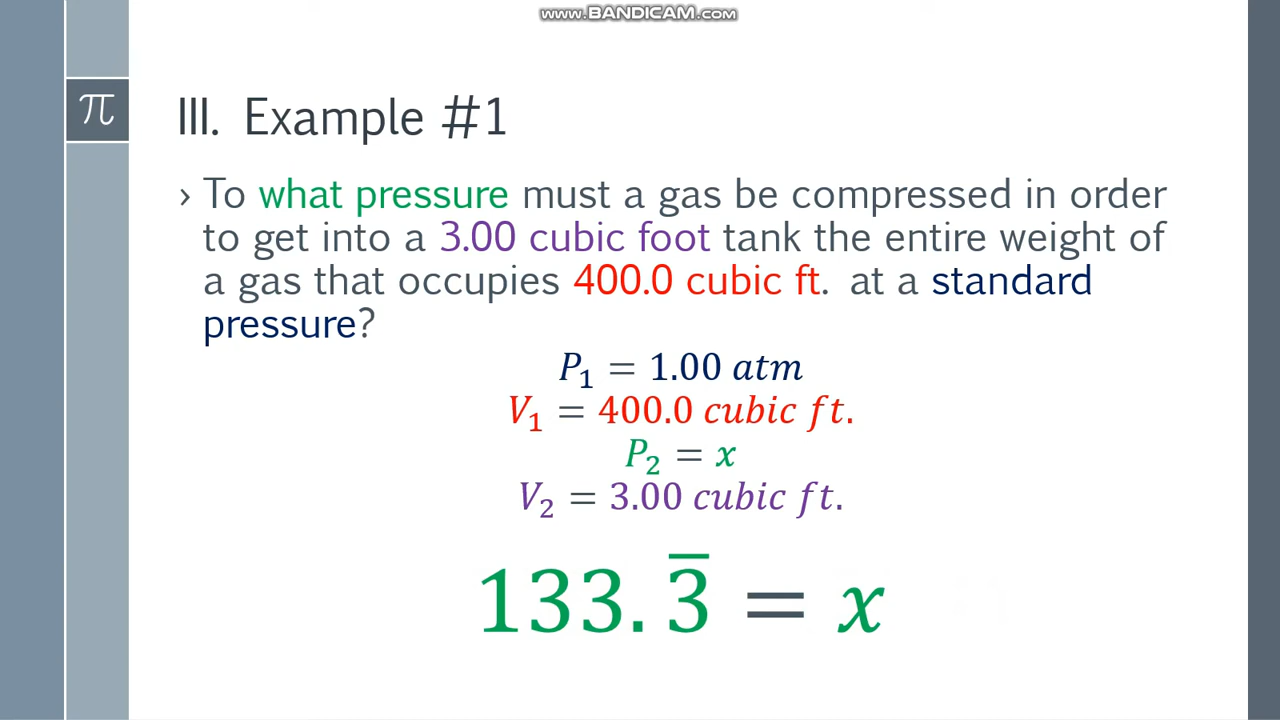 www.BANDICAM.com
π
III. Example #1
› To what pressure must a gas be compressed in order
to get into a 3.00 cubic foot tank the entire weight of
a gas that occupies 400.0 cubic ft. at a standard
pressure?
P₁ = 1.00 atm
V₁ = 400.0 cubic ft.
P₂ = x
V₂ = 3.00 cubic ft.
133.3̅ = x